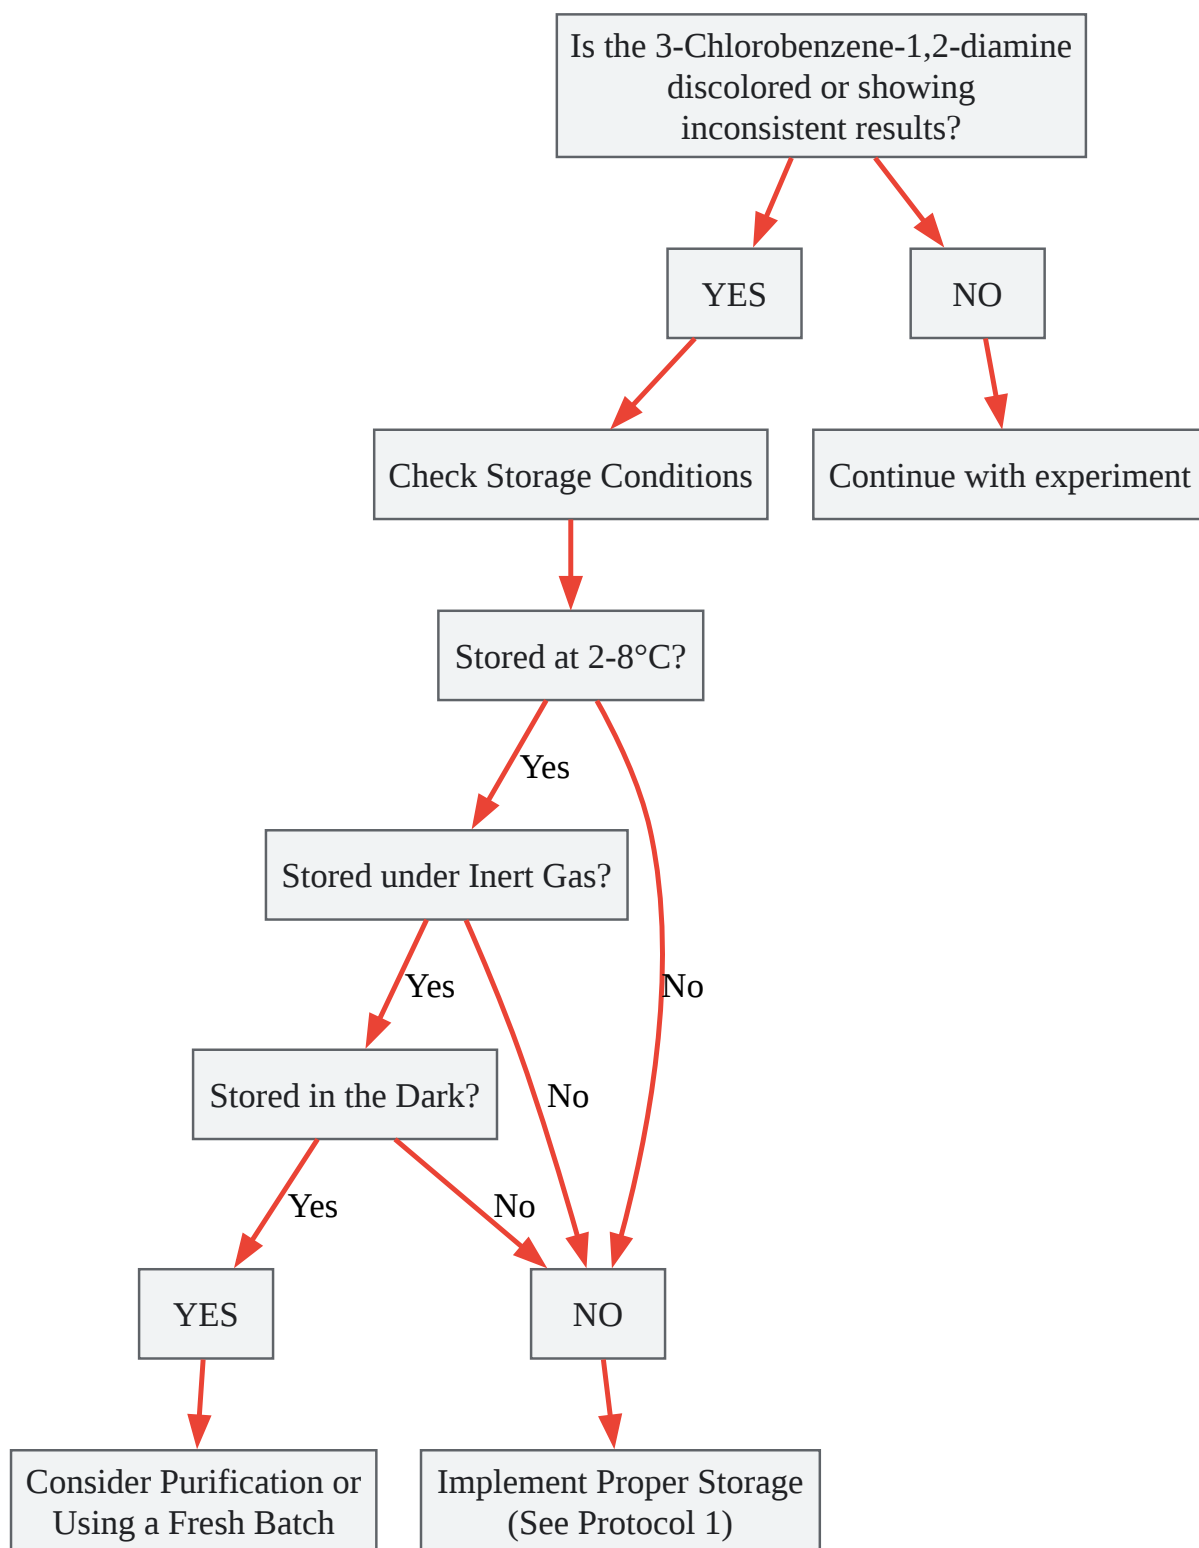 Is the 3-Chlorobenzene-1,2-diamine
discolored or showing
inconsistent results?
YES
NO
Check Storage Conditions
Continue with experiment
Stored at 2-8°C?
Yes
Stored under Inert Gas?
Yes
No
Stored in the Dark?
No
Yes
No
YES
NO
Consider Purification or
Using a Fresh Batch
Implement Proper Storage
(See Protocol 1)